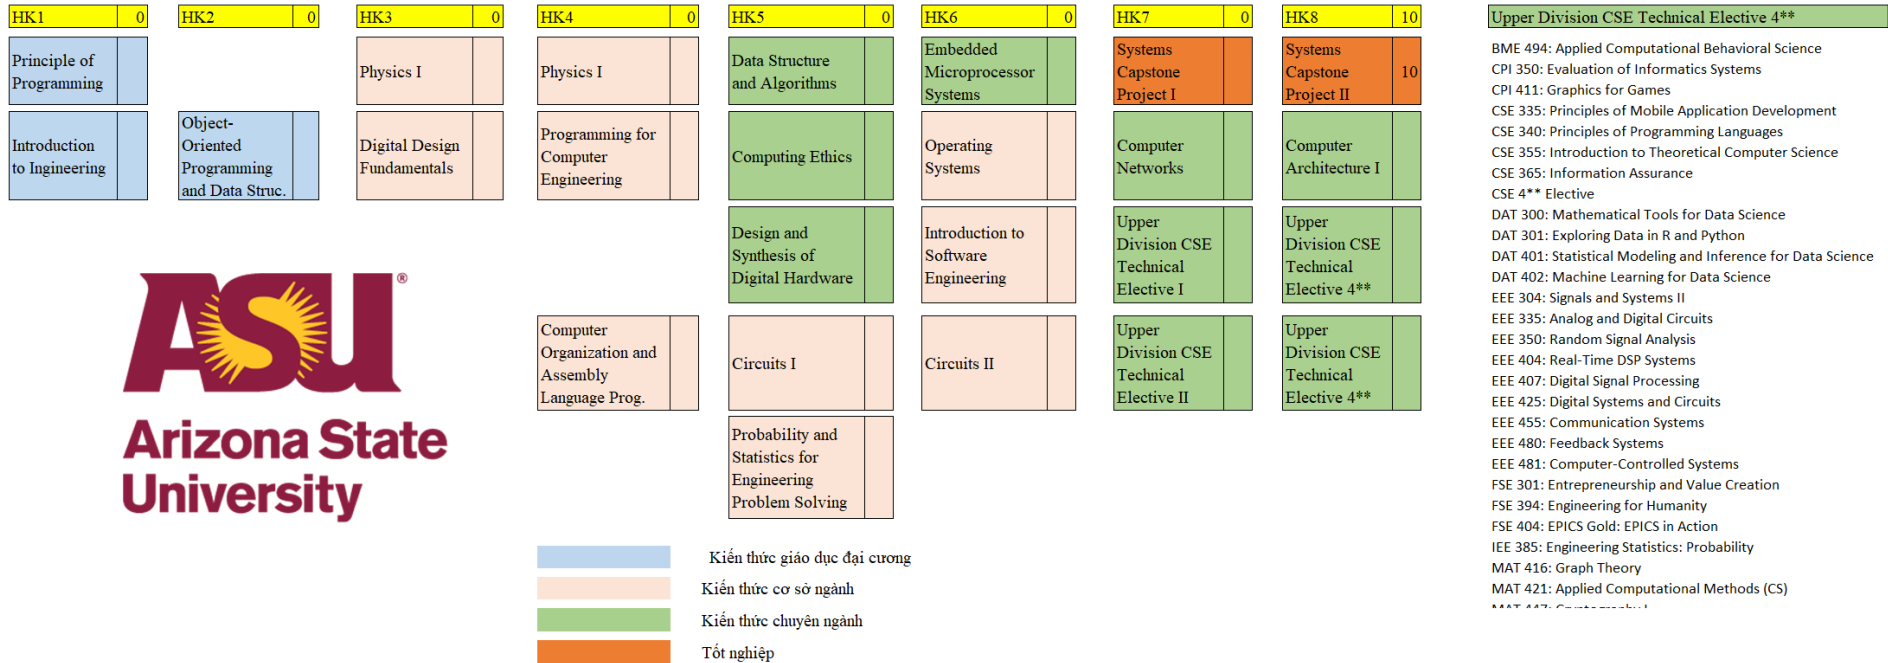 HK1 0
Principle of
Programming
Introduction
to Ingineering
HK2 0
Object-
Oriented
Programming
and Data Struc.
HK3 0
Physics I
Digital Design
Fundamentals
HK4 0
Physics I
Programming for
Computer
Engineering
Computer
Organization and
Assembly
Language Prog.
HK5 0
Data Structure
and Algorithms
Computing Ethics
Design and
Synthesis of
Digital Hardware
Circuits I
Probability and
Statistics for
Engineering
Problem Solving
HK6 0
Embedded
Microprocessor
Systems
Operating
Systems
Introduction to
Software
Engineering
Circuits II
HK7 0
Systems
Capstone
Project I
Computer
Networks
Upper
Division CSE
Technical
Elective I
Upper
Division CSE
Technical
Elective II
HK8 10
Systems
Capstone 10
Project II
Computer
Architecture I
Upper
Division CSE
Technical
Elective 4**
Upper
Division CSE
Technical
Elective 4**
ASU®
Arizona State
University
Kiến thức giáo dục đại cương
Kiến thức cơ sở ngành
Kiến thức chuyên ngành
Tốt nghiệp
Upper Division CSE Technical Elective 4**
BME 494: Applied Computational Behavioral Science
CPI 350: Evaluation of Informatics Systems
CPI 411: Graphics for Games
CSE 335: Principles of Mobile Application Development
CSE 340: Principles of Programming Languages
CSE 355: Introduction to Theoretical Computer Science
CSE 365: Information Assurance
CSE 4** Elective
DAT 300: Mathematical Tools for Data Science
DAT 301: Exploring Data in R and Python
DAT 401: Statistical Modeling and Inference for Data Science
DAT 402: Machine Learning for Data Science
EEE 304: Signals and Systems II
EEE 335: Analog and Digital Circuits
EEE 350: Random Signal Analysis
EEE 404: Real-Time DSP Systems
EEE 407: Digital Signal Processing
EEE 425: Digital Systems and Circuits
EEE 455: Communication Systems
EEE 480: Feedback Systems
EEE 481: Computer-Controlled Systems
FSE 301: Entrepreneurship and Value Creation
FSE 394: Engineering for Humanity
FSE 404: EPICS Gold: EPICS in Action
IEE 385: Engineering Statistics: Probability
MAT 416: Graph Theory
MAT 421: Applied Computational Methods (CS)